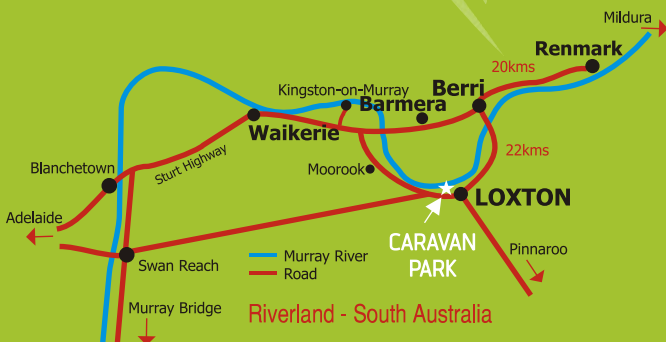 Mildura
Renmark
20kms
Kingston-on-Murray
Berri
Barmera
Waikerie
22kms
Sturt Highway
Blanchetown
Moorook
LOXTON
Adelaide
CARAVAN
PARK
Pinnaroo
Murray River
Swan Reach
Road
Murray Bridge
Riverland - South Australia